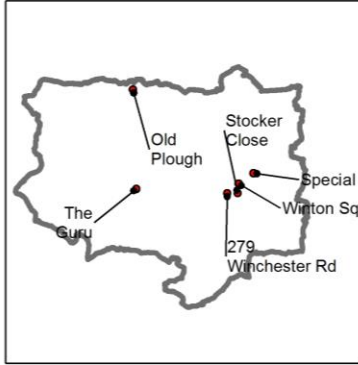 Stocker
Close
Old
Plough
Special
Winton Sq
The
Guru
279
Winchester Rd